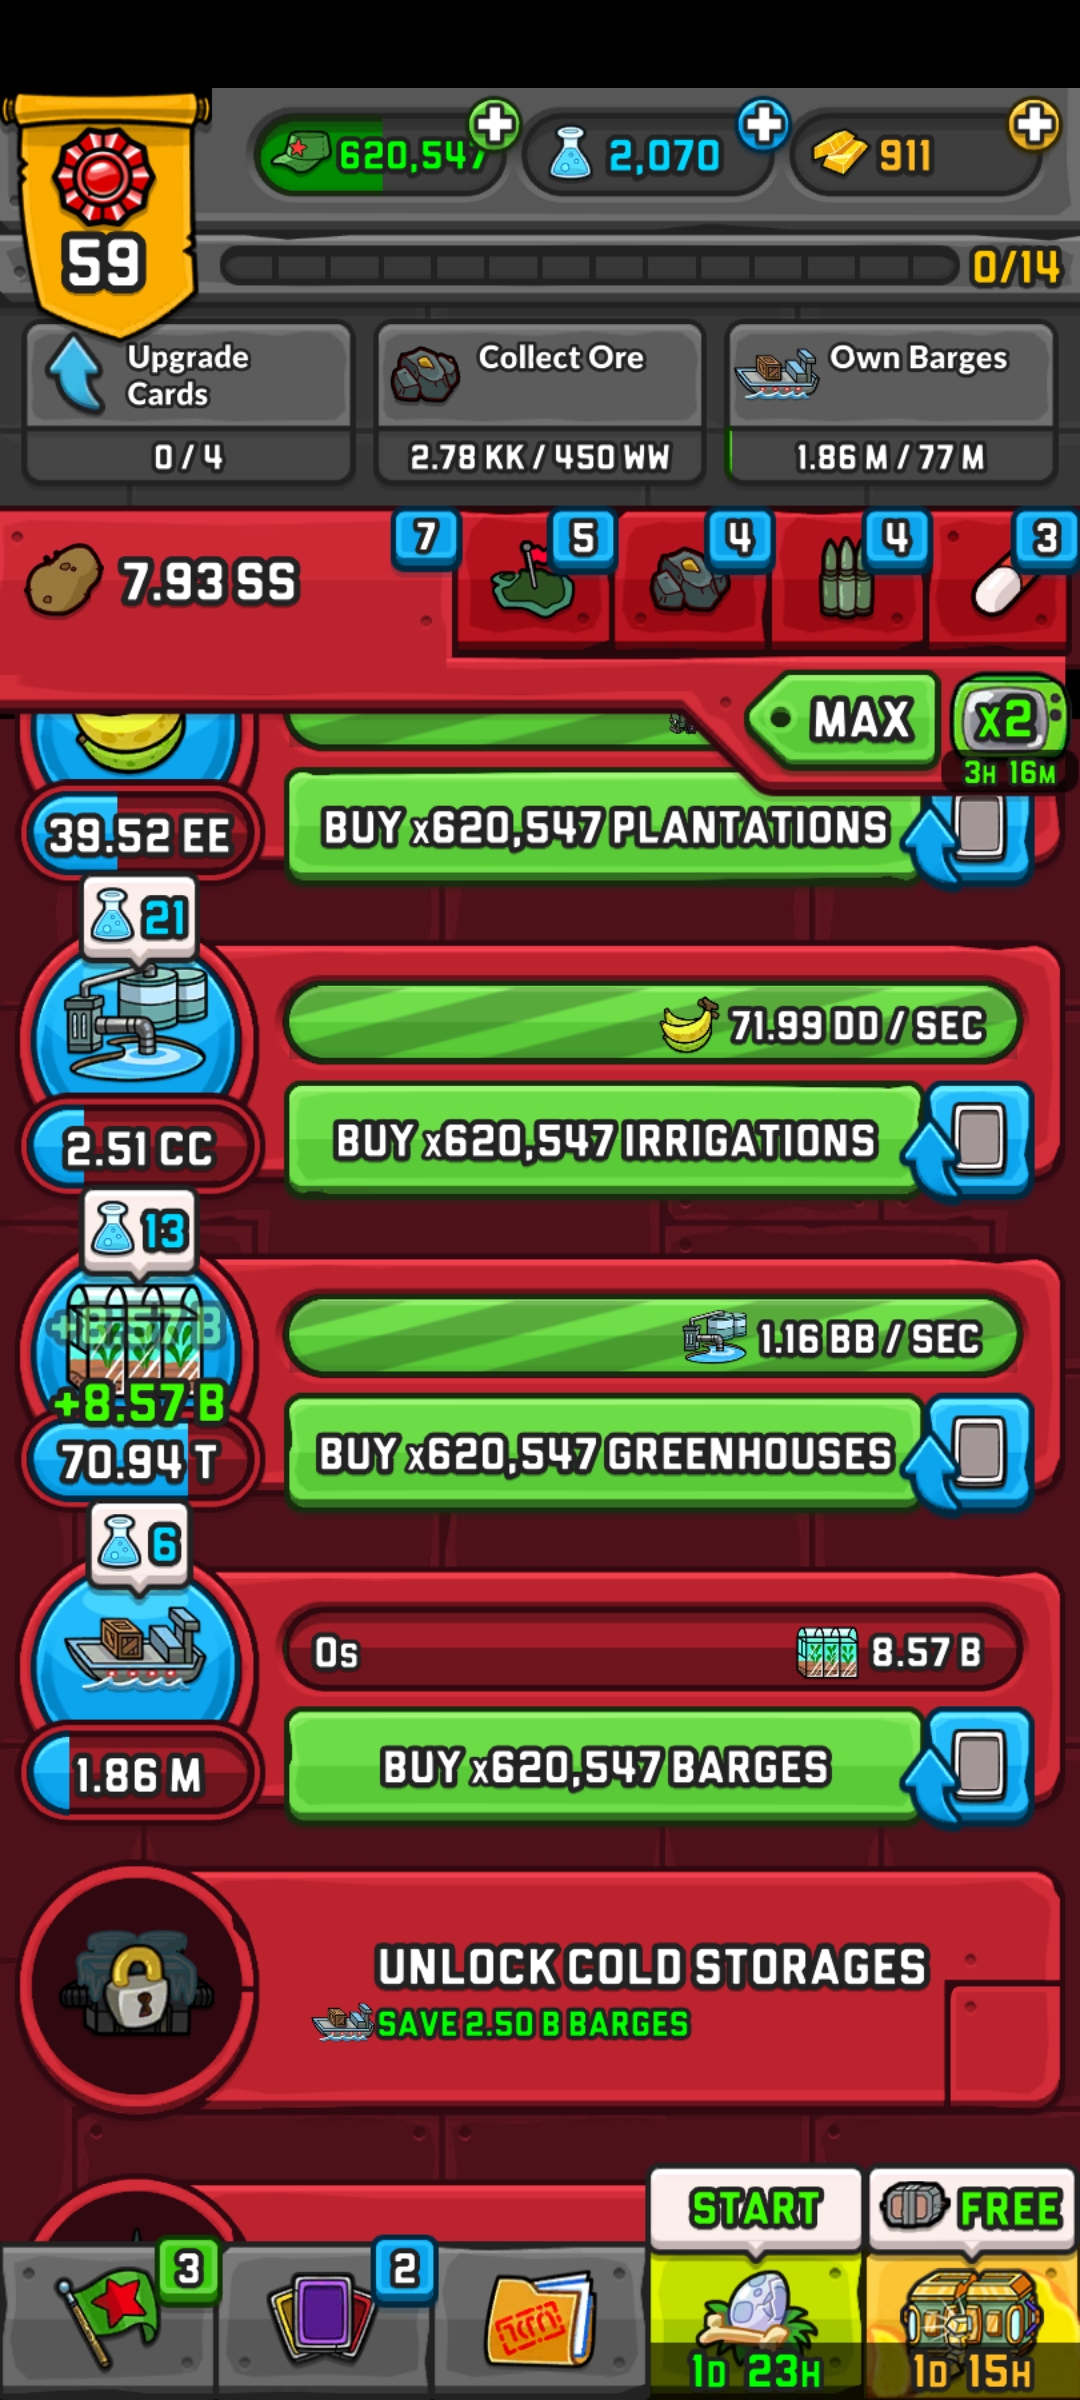 620,547
2,070
911
59
0/14
Upgrade Cards
0 / 4
Collect Ore
2.78 KK / 450 WW
Own Barges
1.86 M / 77 M
7.93 SS
7
5
4
4
3
MAX
x2
3H 16M
39.52 EE
BUY x620,547 PLANTATIONS
21
71.99 DD / SEC
2.51 CC
BUY x620,547 IRRIGATIONS
13
1.16 BB / SEC
+8.57 B
+8.57 B
70.94 T
BUY x620,547 GREENHOUSES
6
0s
8.57 B
1.86 M
BUY x620,547 BARGES
UNLOCK COLD STORAGES
SAVE 2.50 B BARGES
START
FREE
3
2
1D 23H
1D 15H